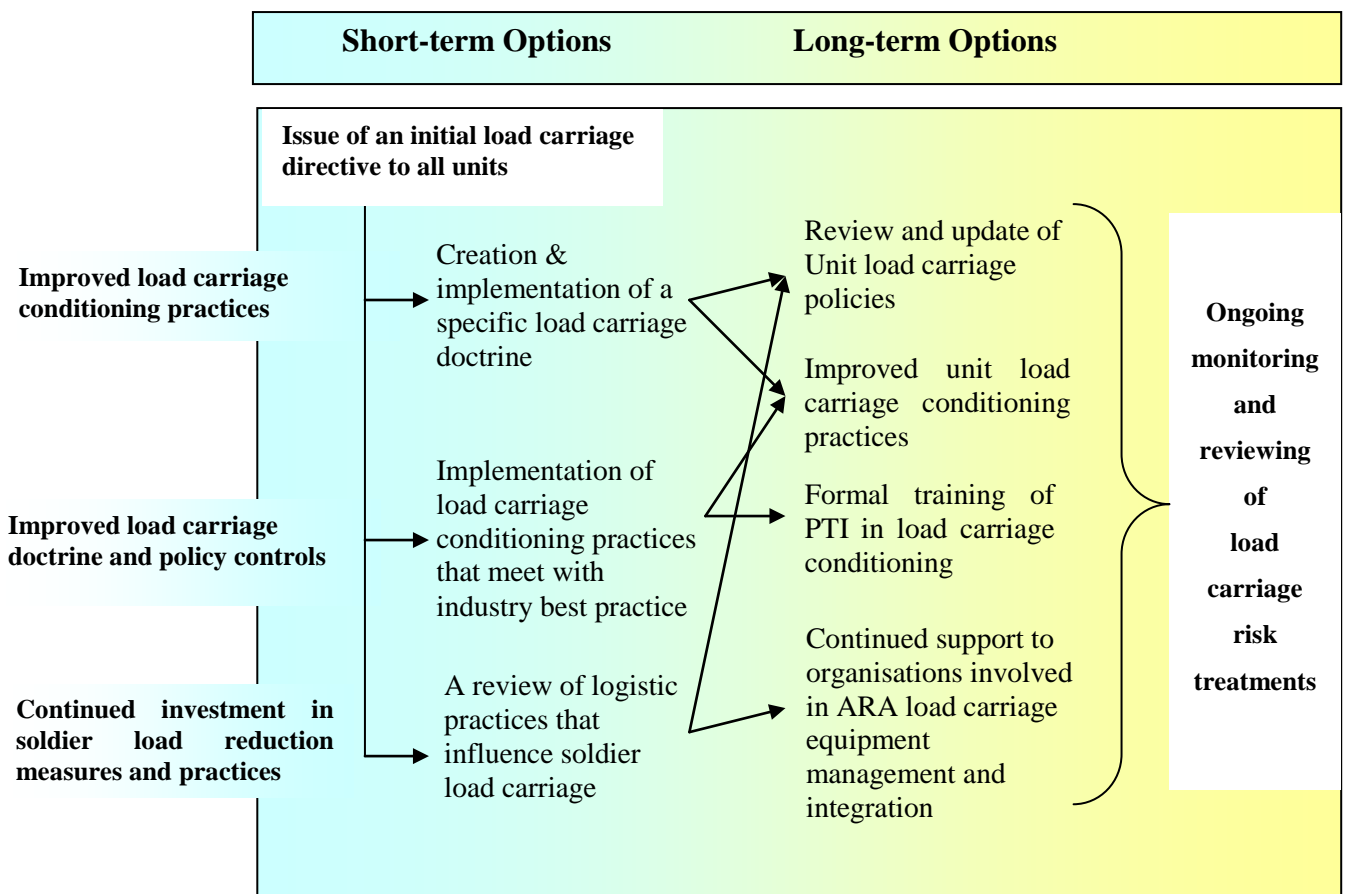 Short-term Options
Long-term Options
Issue of an initial load carriage
directive to all units
Improved load carriage
conditioning practices
Improved load carriage
doctrine and policy controls
Continued investment in
soldier load reduction
measures and practices
Creation &
implementation of a
specific load carriage
doctrine
Implementation of
load carriage
conditioning practices
that meet with
industry best practice
A review of logistic
practices that
influence soldier
load carriage
Review and update of
Unit load carriage
policies
Improved unit load
carriage conditioning
practices
Formal training of
PTI in load carriage
conditioning
Continued support to
organisations involved
in ARA load carriage
equipment
management and
integration
Ongoing
monitoring
and
reviewing
of
load
carriage
risk
treatments